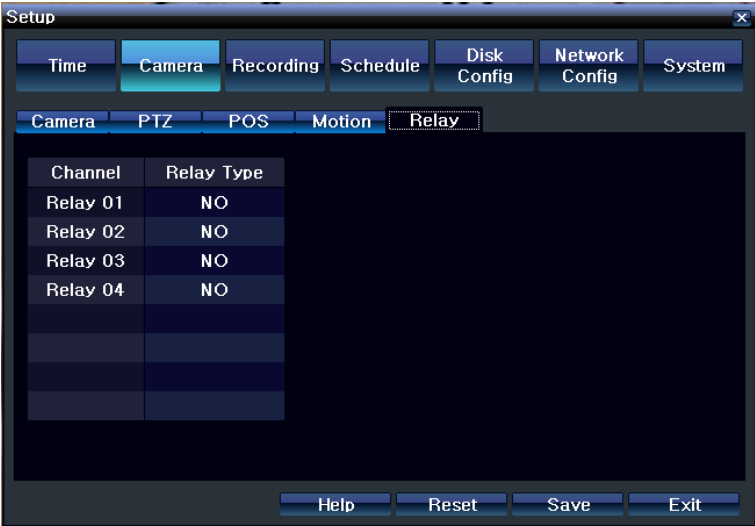 Setup
Time Camera Recording Schedule Disk Config Network Config System
Camera PTZ POS Motion Relay
Channel Relay Type
Relay 01 NO
Relay 02 NO
Relay 03 NO
Relay 04 NO
Help Reset Save Exit